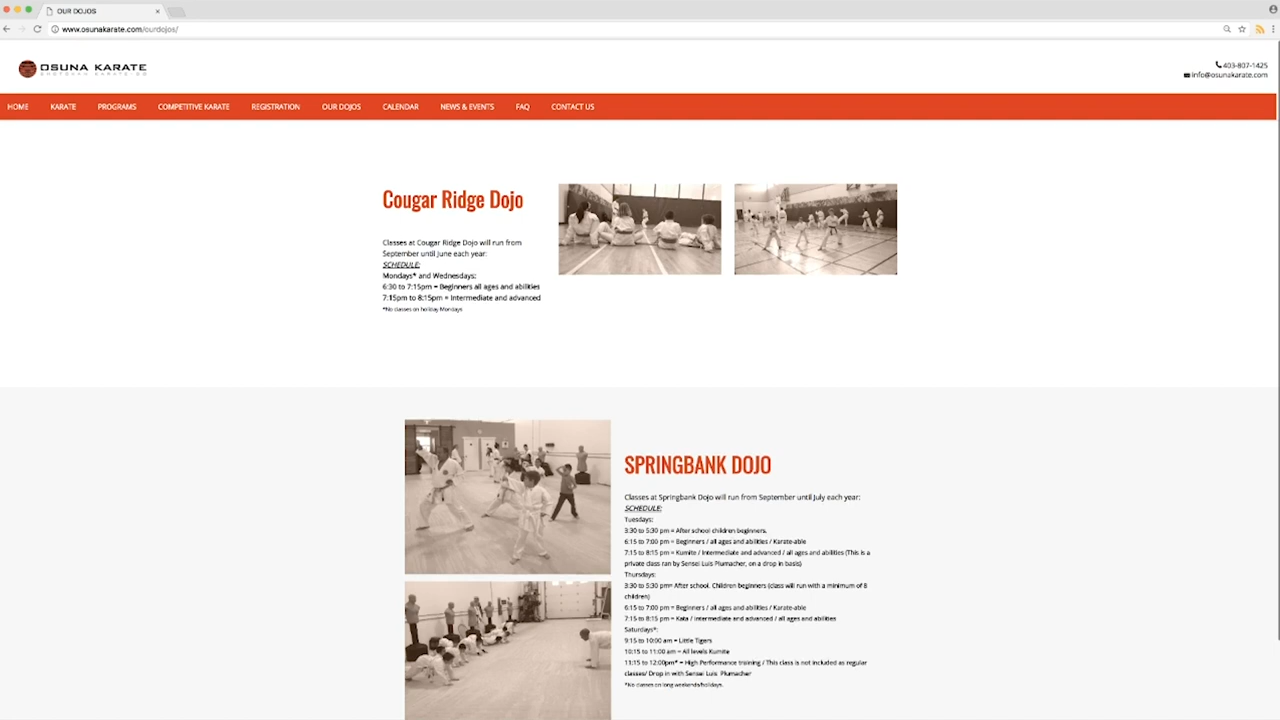 OUR DOJOS
www.osunakarate.com/ourdojos/
OSUNA KARATE
SHOTOKAN KARATE-DO
403-807-1425
info@osunakarate.com
HOME KARATE PROGRAMS COMPETITIVE KARATE REGISTRATION OUR DOJOS CALENDAR NEWS & EVENTS FAQ CONTACT US
Cougar Ridge Dojo
Classes at Cougar Ridge Dojo will run from
September until June each year:
SCHEDULE:
Mondays* and Wednesdays:
6:30 to 7:15pm = Beginners all ages and abilities
7:15pm to 8:15pm = Intermediate and advanced
*No classes on holiday Mondays
SPRINGBANK DOJO
Classes at Springbank Dojo will run from September until July each year:
SCHEDULE:
Tuesdays:
3:30 to 5:30 pm = After school children beginners.
6:15 to 7:00 pm = Beginners / all ages and abilities / Karate-able
7:15 to 8:15 pm = Kumite / Intermediate and advanced / all ages and abilities (This is a
private class ran by Sensei Luis Plumacher, on a drop in basis)
Thursdays:
3:30 to 5:30 pm= After school. Children beginners (class will run with a minimum of 8
children)
6:15 to 7:00 pm = Beginners / all ages and abilities / Karate-able
7:15 to 8:15 pm = Kata / Intermediate and advanced / all ages and abilities
Saturdays*:
9:15 to 10:00 am = Little Tigers
10:15 to 11:00 am = All levels Kumite
11:15 to 12:00pm* = High Performance training / This class is not included as regular
classes/ Drop in with Sensei Luis Plumacher
*No classes on long weekends/holidays.